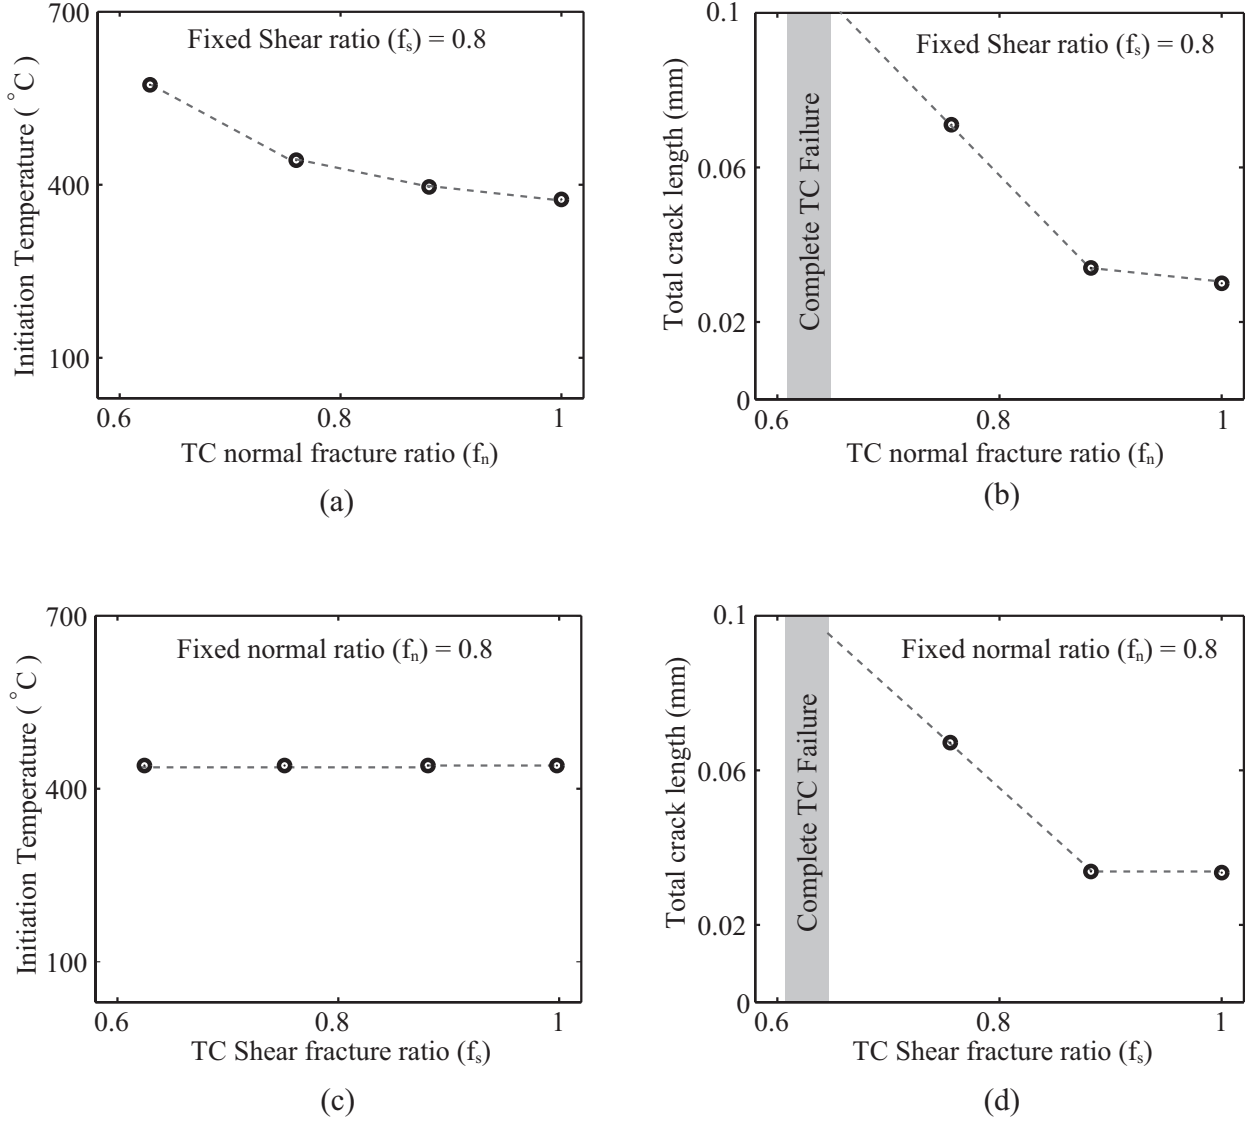 700
400
100
0.6
0.8
1
Initiation Temperature ( °C )
Fixed Shear ratio (fs) = 0.8
TC normal fracture ratio (fn)
(a)
0.1
0.06
0.02
0
0.6
0.8
1
Total crack length (mm)
Complete TC Failure
Fixed Shear ratio (fs) = 0.8
TC normal fracture ratio (fn)
(b)
700
400
100
0.6
0.8
1
Initiation Temperature ( °C )
Fixed normal ratio (fn) = 0.8
TC Shear fracture ratio (fs)
(c)
0.1
0.06
0.02
0
0.6
0.8
1
Total crack length (mm)
Complete TC Failure
Fixed normal ratio (fn) = 0.8
TC Shear fracture ratio (fs)
(d)